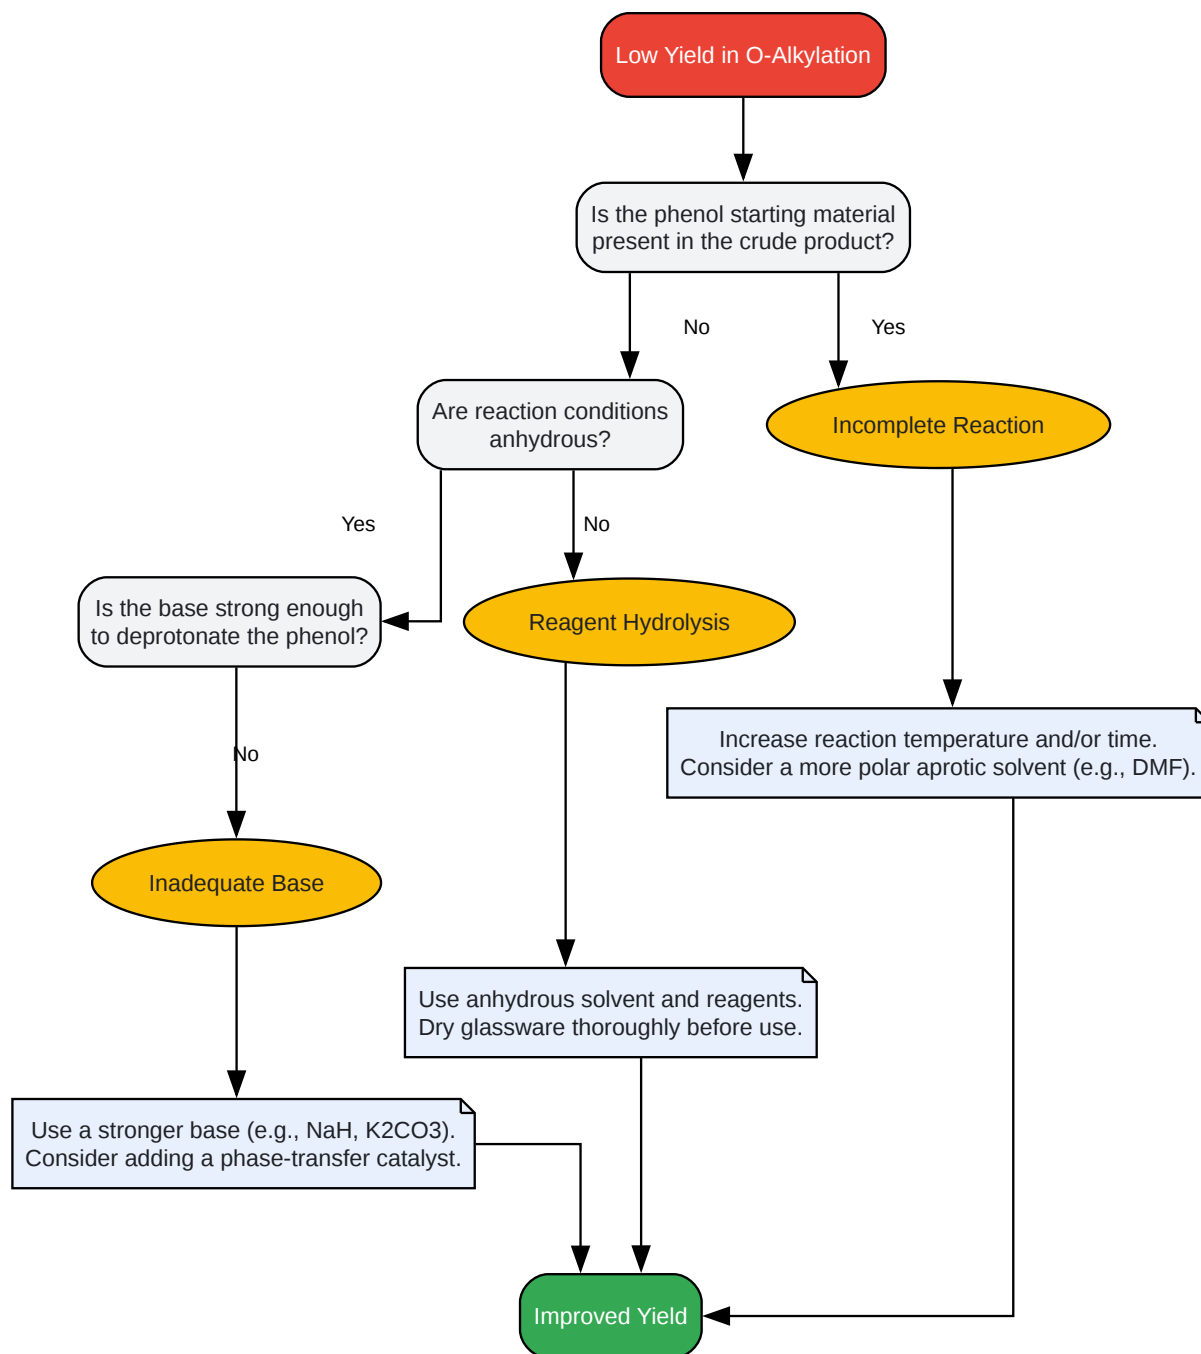 Low Yield in O-Alkylation
Is the phenol starting material
present in the crude product?
No
Yes
Are reaction conditions
anhydrous?
Incomplete Reaction
Yes
No
Is the base strong enough
to deprotonate the phenol?
Reagent Hydrolysis
Increase reaction temperature and/or time.
Consider a more polar aprotic solvent (e.g., DMF).
No
Inadequate Base
Use anhydrous solvent and reagents.
Dry glassware thoroughly before use.
Use a stronger base (e.g., NaH, K2CO3).
Consider adding a phase-transfer catalyst.
Improved Yield